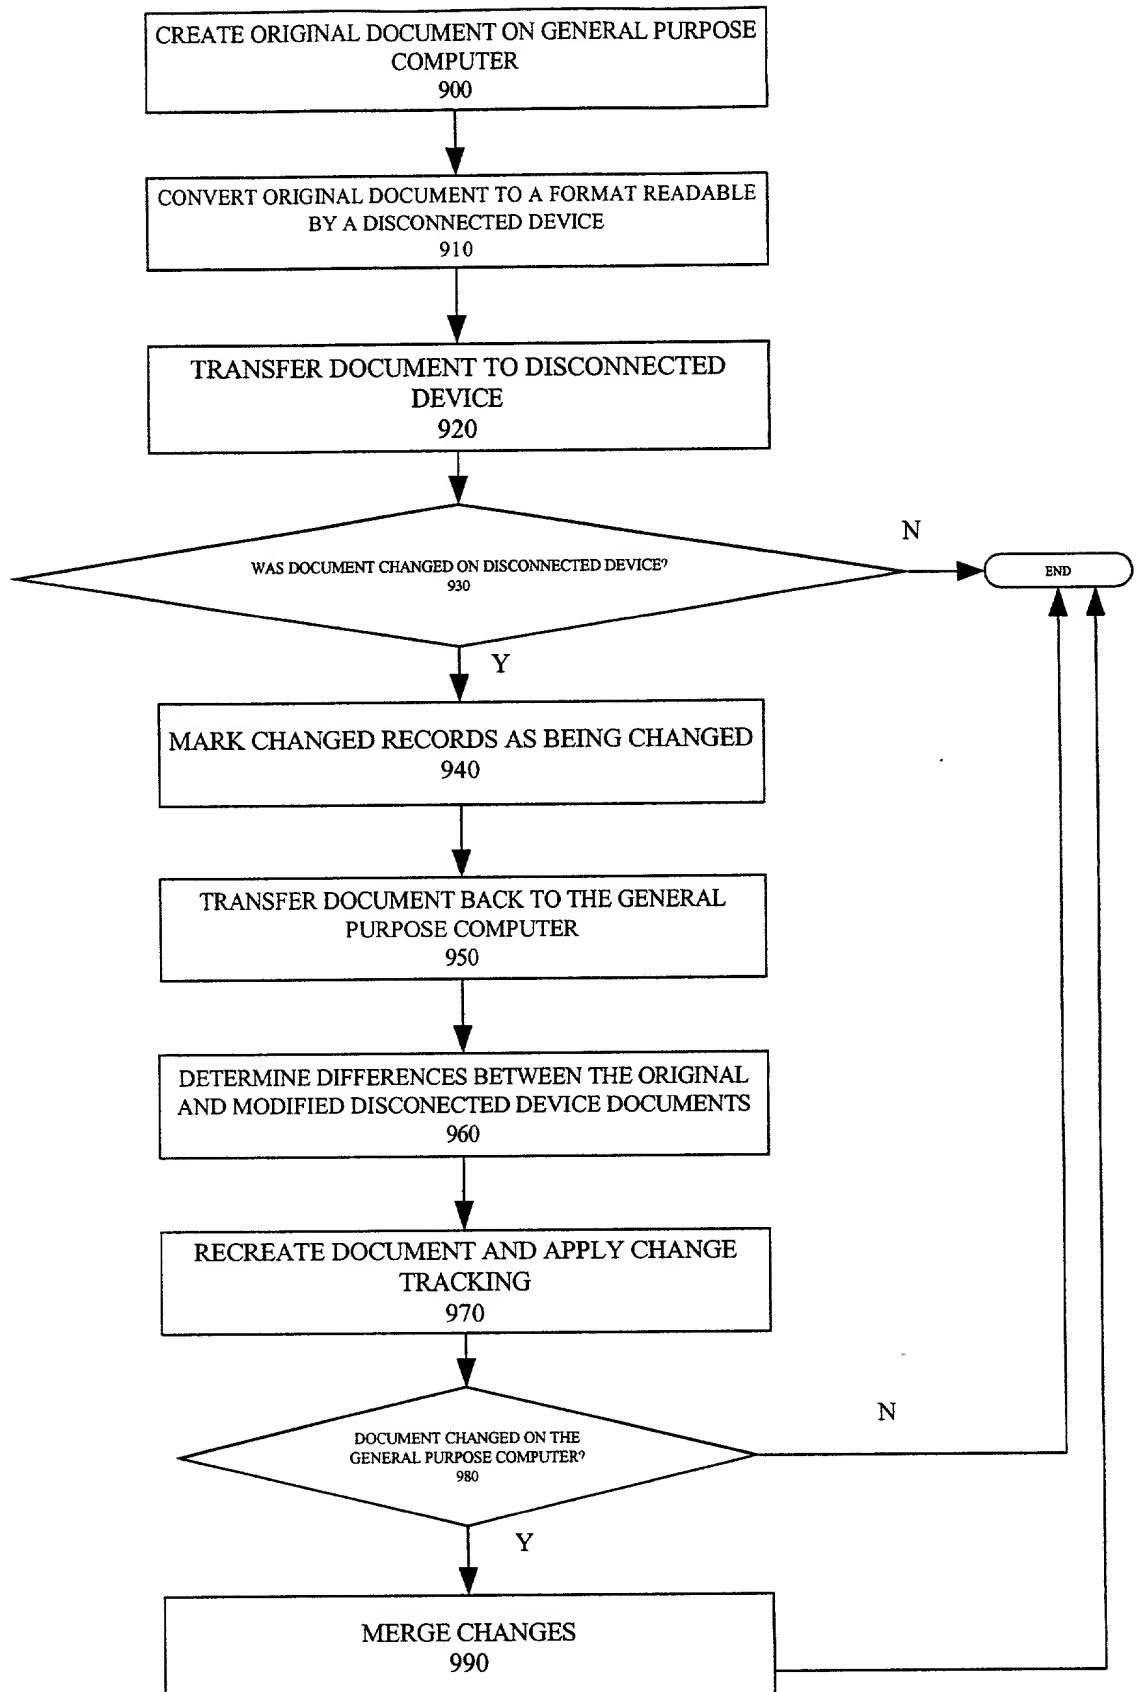 CREATE ORIGINAL DOCUMENT ON GENERAL PURPOSE
COMPUTER
900
CONVERT ORIGINAL DOCUMENT TO A FORMAT READABLE
BY A DISCONNECTED DEVICE
910
TRANSFER DOCUMENT TO DISCONNECTED
DEVICE
920
WAS DOCUMENT CHANGED ON DISCONNECTED DEVICE?
930
N
END
Y
MARK CHANGED RECORDS AS BEING CHANGED
940
TRANSFER DOCUMENT BACK TO THE GENERAL
PURPOSE COMPUTER
950
DETERMINE DIFFERENCES BETWEEN THE ORIGINAL
AND MODIFIED DISCONECTED DEVICE DOCUMENTS
960
RECREATE DOCUMENT AND APPLY CHANGE
TRACKING
970
DOCUMENT CHANGED ON THE
GENERAL PURPOSE COMPUTER?
980
N
Y
MERGE CHANGES
990